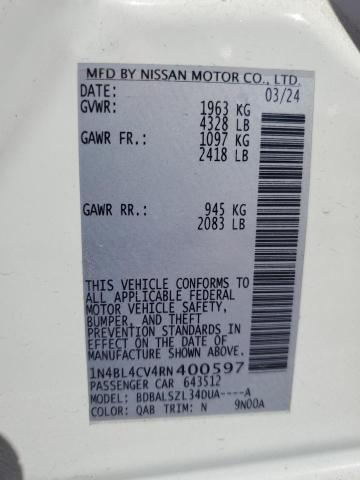 MFD BY NISSAN MOTOR CO., LTD.
DATE: 03/24
GVWR: 1963 KG
4328 LB
GAWR FR.: 1097 KG
2418 LB
GAWR RR.: 945 KG
2083 LB
THIS VEHICLE CONFORMS TO
ALL APPLICABLE FEDERAL
MOTOR VEHICLE SAFETY,
BUMPER, AND THEFT
PREVENTION STANDARDS IN
EFFECT ON THE DATE OF
MANUFACTURE SHOWN ABOVE.
1N4BL4CV4RN400597
PASSENGER CAR 643512
MODEL: BDBALSZL34DUA----A
COLOR: QAB TRIM: N 9N00A